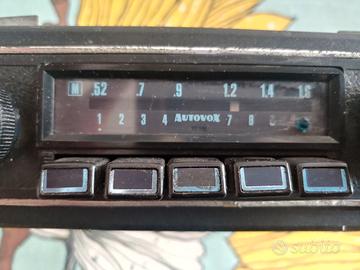 M .52 .7 .9 1.2 1.4 1.6
1 2 3 4 AUTOVOX 7 8
subito